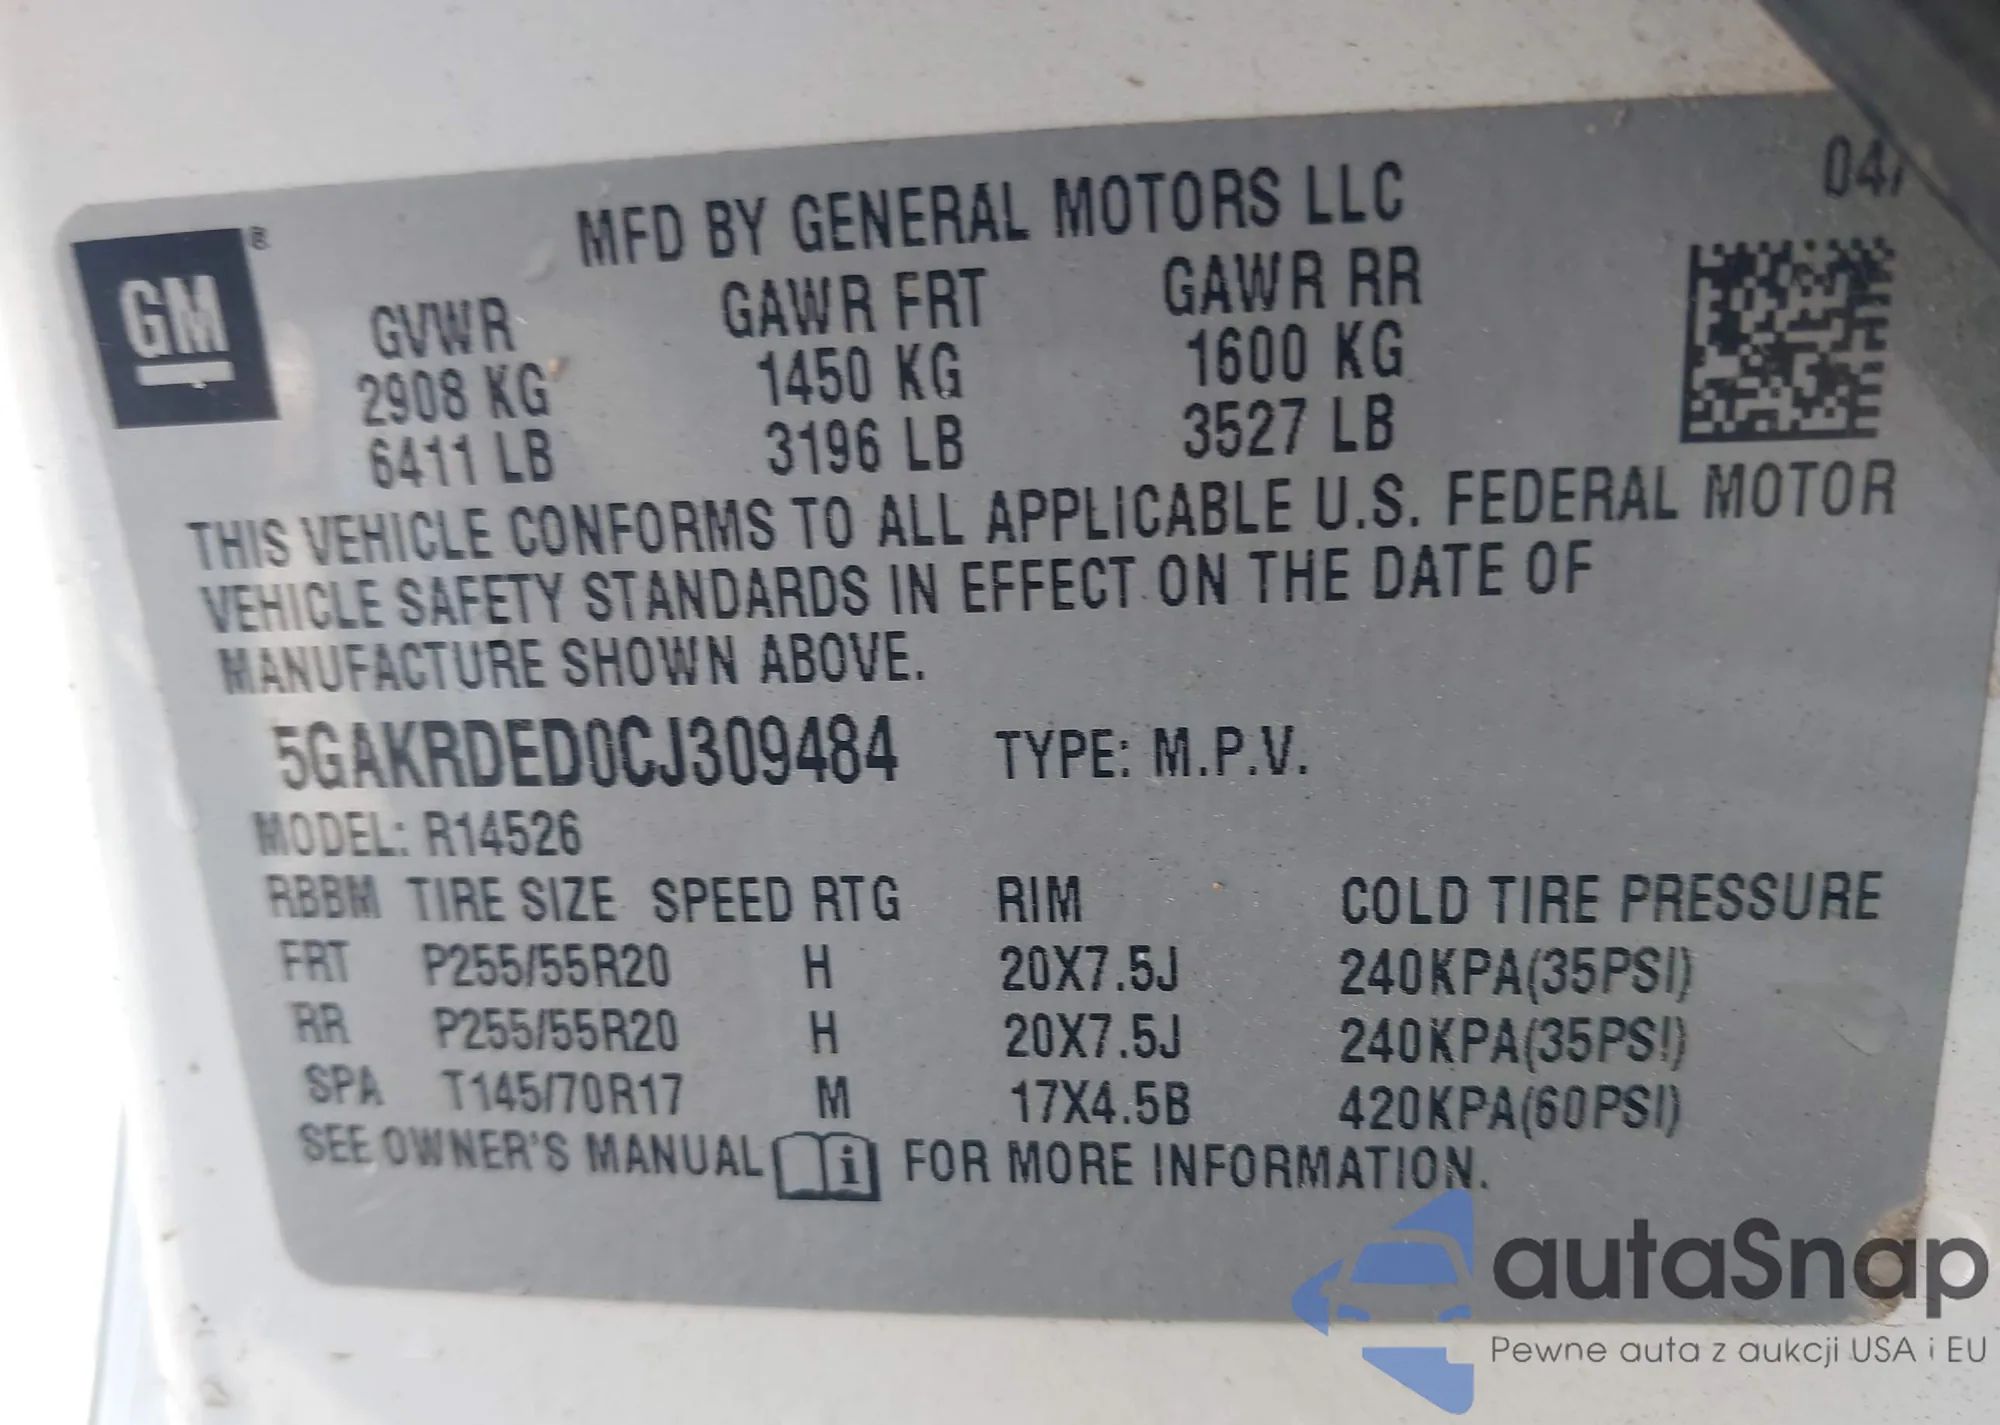 04/
MFD BY GENERAL MOTORS LLC
GM ®
GVWR GAWR FRT GAWR RR
2908 KG 1450 KG 1600 KG
6411 LB 3196 LB 3527 LB
THIS VEHICLE CONFORMS TO ALL APPLICABLE U.S. FEDERAL MOTOR
VEHICLE SAFETY STANDARDS IN EFFECT ON THE DATE OF
MANUFACTURE SHOWN ABOVE.
5GAKRDED0CJ309484 TYPE: M.P.V.
MODEL: R14526
RBBM TIRE SIZE SPEED RTG RIM COLD TIRE PRESSURE
FRT P255/55R20 H 20X7.5J 240KPA(35PSI)
RR P255/55R20 H 20X7.5J 240KPA(35PSI)
SPA T145/70R17 M 17X4.5B 420KPA(60PSI)
SEE OWNER'S MANUAL i FOR MORE INFORMATION.
autaSnap
Pewne auta z aukcji USA i EU